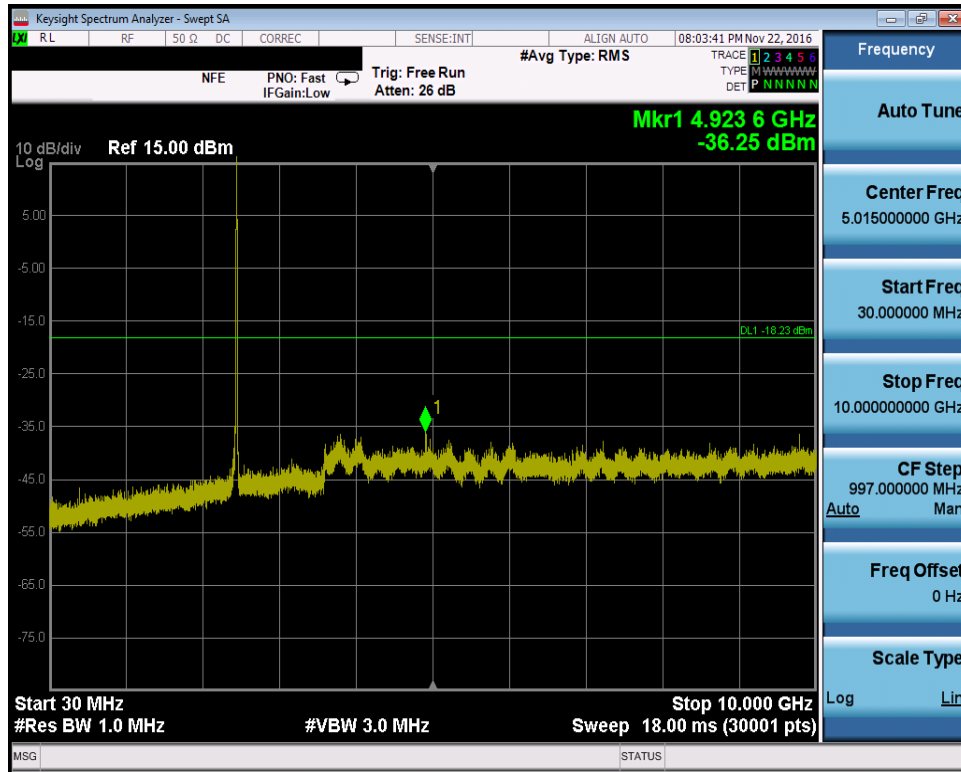 Keysight Spectrum Analyzer - Swept SA
LXI RL RF 50 Ω DC CORREC SENSE:INT ALIGN AUTO 08:03:41 PM Nov 22, 2016
NFE PNO: Fast Trig: Free Run #Avg Type: RMS TRACE 1 2 3 4 5 6
IFGain:Low Atten: 26 dB TYPE M WWWWW
DET P N N N N N
Mkr1 4.923 6 GHz
-36.25 dBm
10 dB/div Ref 15.00 dBm
Log
5.00
-5.00
-15.0
DL1 -18.23 dBm
-25.0
-35.0
1
-45.0
-55.0
-65.0
-75.0
Start 30 MHz Stop 10.000 GHz
#Res BW 1.0 MHz #VBW 3.0 MHz Sweep 18.00 ms (30001 pts)
MSG STATUS
Frequency
Auto Tune
Center Freq
5.015000000 GHz
Start Freq
30.000000 MHz
Stop Freq
10.000000000 GHz
CF Step
997.000000 MHz
Auto Man
Freq Offset
0 Hz
Scale Type
Log Lin